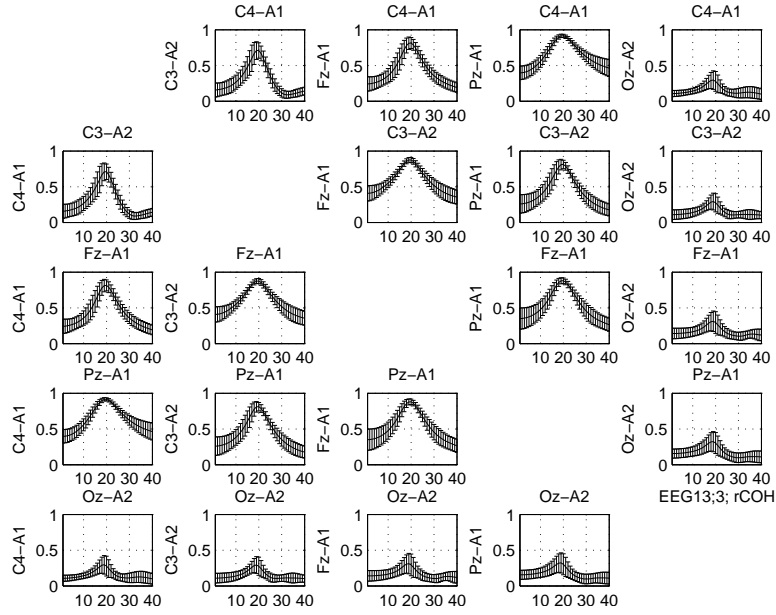 C4−A1 C4−A1 C4−A1 C4−A1
C3−A2 Fz−A1 Pz−A1 Oz−A2
1 0.5 0 1 0.5 0 1 0.5 0 1 0.5 0
10 20 30 40 10 20 30 40 10 20 30 40 10 20 30 40
C3−A2 C3−A2 C3−A2 C3−A2
C4−A1 Fz−A1 Pz−A1 Oz−A2
1 0.5 0 1 0.5 0 1 0.5 0 1 0.5 0
10 20 30 40 10 20 30 40 10 20 30 40 10 20 30 40
Fz−A1 Fz−A1 Fz−A1 Fz−A1
C4−A1 C3−A2 Pz−A1 Oz−A2
1 0.5 0 1 0.5 0 1 0.5 0 1 0.5 0
10 20 30 40 10 20 30 40 10 20 30 40 10 20 30 40
Pz−A1 Pz−A1 Pz−A1 Pz−A1
C4−A1 C3−A2 Fz−A1 Oz−A2
1 0.5 0 1 0.5 0 1 0.5 0 1 0.5 0
10 20 30 40 10 20 30 40 10 20 30 40 10 20 30 40
EEG13;3; rCOH
Oz−A2 Oz−A2 Oz−A2 Oz−A2
C4−A1 C3−A2 Fz−A1 Pz−A1
1 0.5 0 1 0.5 0 1 0.5 0 1 0.5 0
10 20 30 40 10 20 30 40 10 20 30 40 10 20 30 40